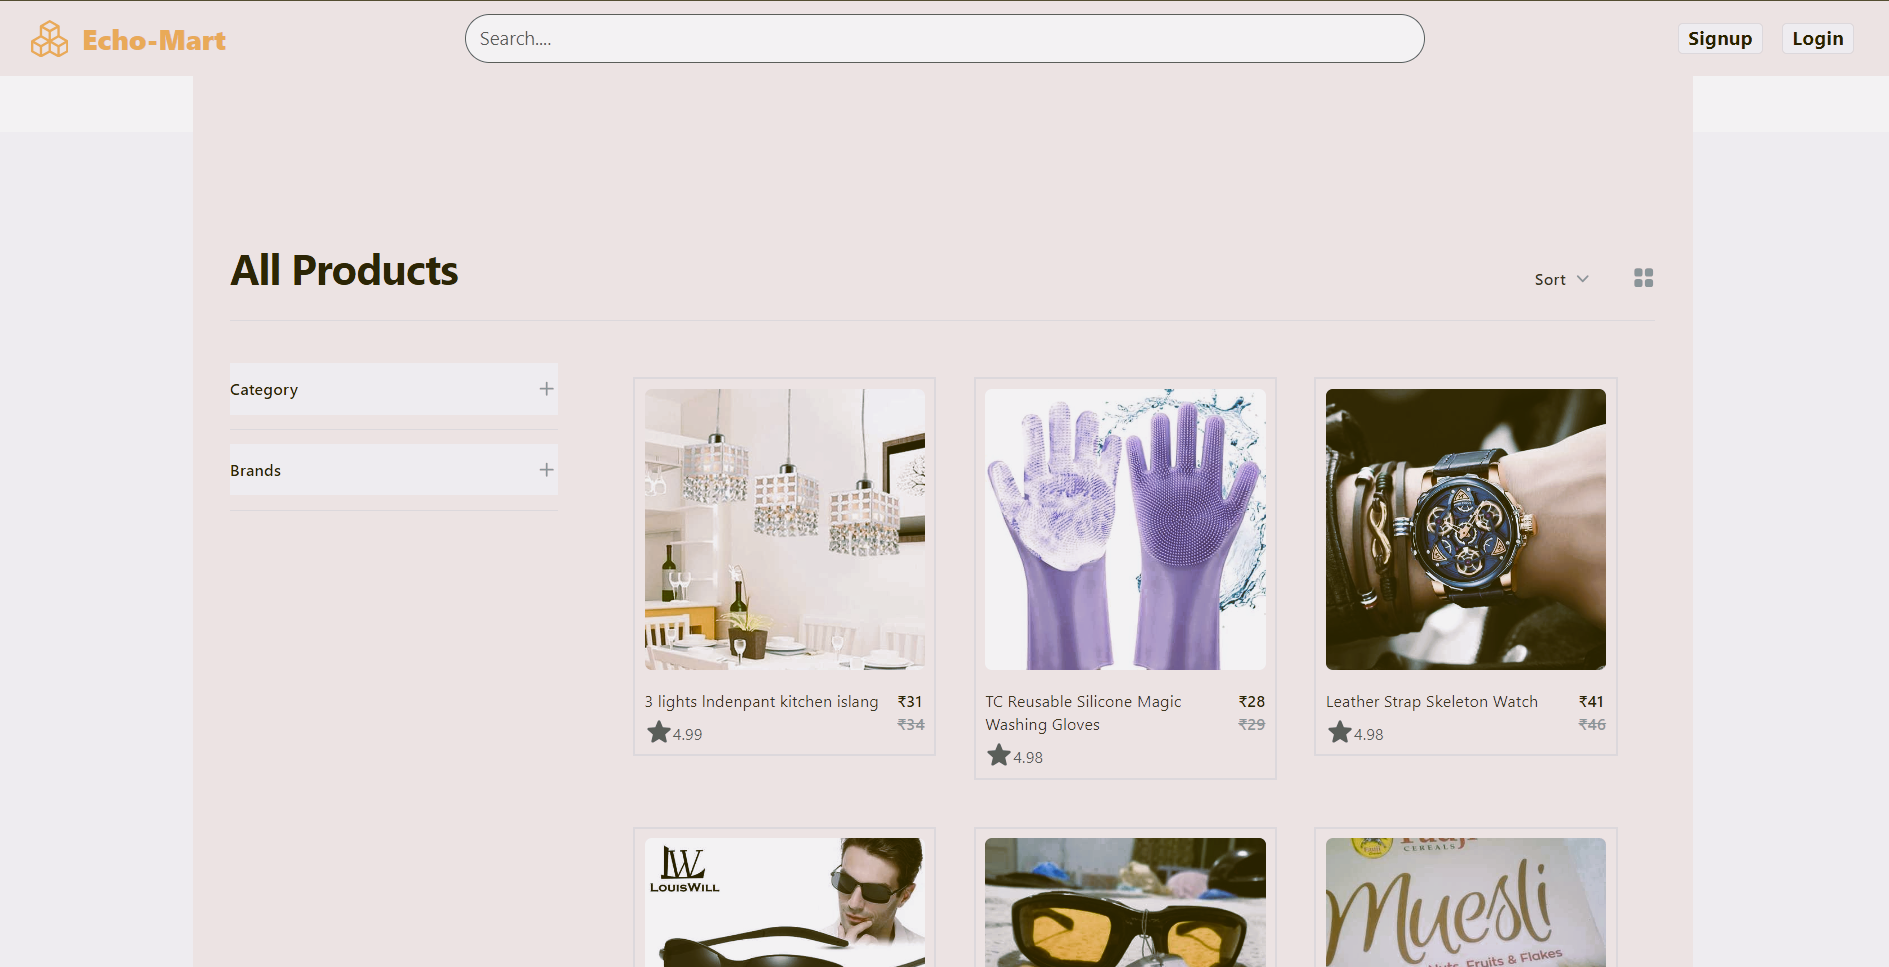 Echo-Mart
Search....
Signup
Login
All Products
Sort
Category
Brands
3 lights lndenpant kitchen islang
₹31
₹34
4.99
TC Reusable Silicone Magic
Washing Gloves
₹28
₹29
4.98
Leather Strap Skeleton Watch
₹41
₹46
4.98
LW
LOUISWILL
CEREALS
Muesli
Nuts, Fruits & Flakes